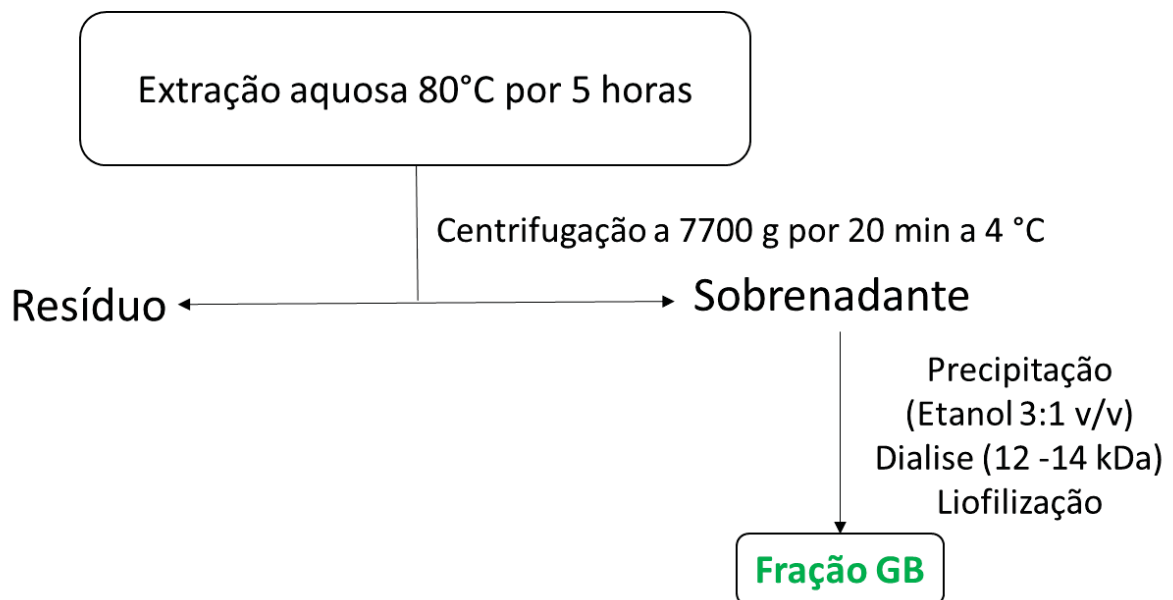 Extração aquosa 80°C por 5 horas
Centrifugação a 7700 g por 20 min a 4 °C
Resíduo
Sobrenadante
Precipitação
(Etanol 3:1 v/v)
Dialise (12 -14 kDa)
Liofilização
Fração GB